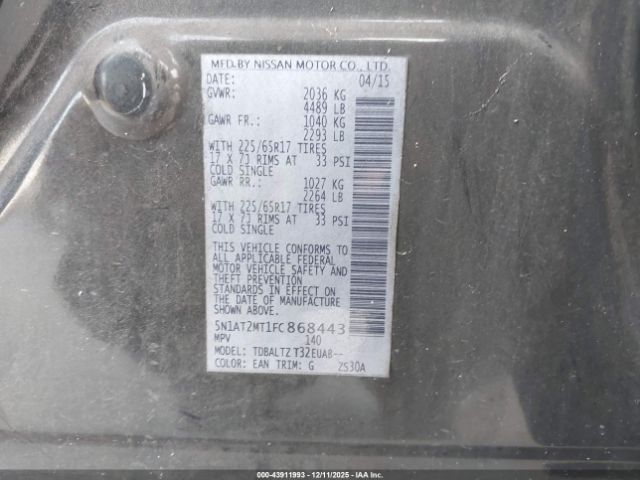 MFD.BY NISSAN MOTOR CO., LTD.
DATE: 04/15
GVWR: 2036 KG
4489 LB
GAWR FR.: 1040 KG
2293 LB
WITH 225/65R17 TIRES
17 X 7J RIMS AT 33 PSI
COLD SINGLE
GAWR RR.: 1027 KG
2264 LB
WITH 225/65R17 TIRES
17 X 7J RIMS AT 33 PSI
COLD SINGLE
THIS VEHICLE CONFORMS TO
ALL APPLICABLE FEDERAL
MOTOR VEHICLE SAFETY AND
THEFT PREVENTION
STANDARDS IN EFFECT ON
THE DATE OF MANUFACTURE
SHOWN ABOVE.
5N1AT2MT1FC868443
MPV 140
MODEL: TDBALTZ T32EUA8--
COLOR: EAN TRIM: G ZS30A
000-43911993 - 12/11/2025 - IAAI.CA